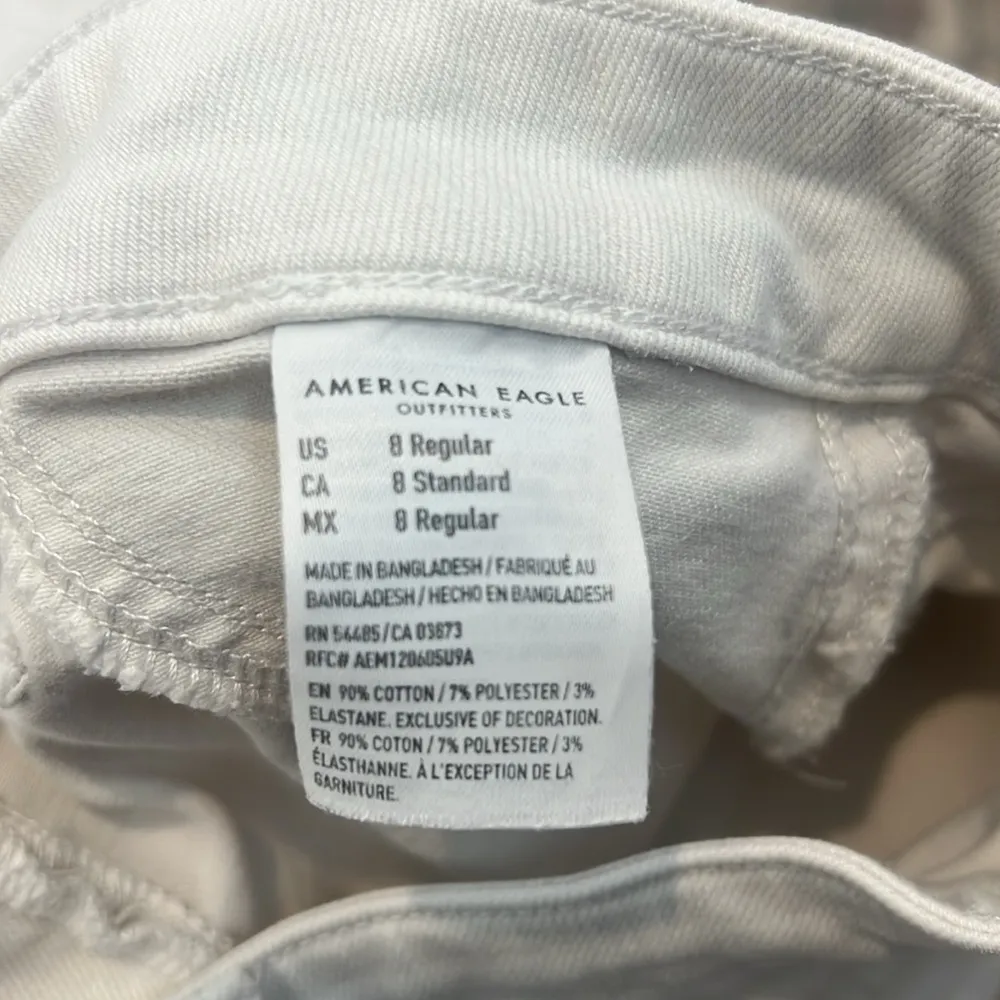 AMERICAN EAGLE
OUTFITTERS
US 8 Regular
CA 8 Standard
MX 8 Regular
MADE IN BANGLADESH / FABRIQUÉ AU
BANGLADESH / HECHO EN BANGLADESH
RN 54485/CA 03673
RFC# AEM120605U9A
EN 90% COTTON / 7% POLYESTER / 3%
ELASTANE. EXCLUSIVE OF DECORATION.
FR 90% COTON / 7% POLYESTER / 3%
ÉLASTHANNE. À L'EXCEPTION DE LA
GARNITURE.